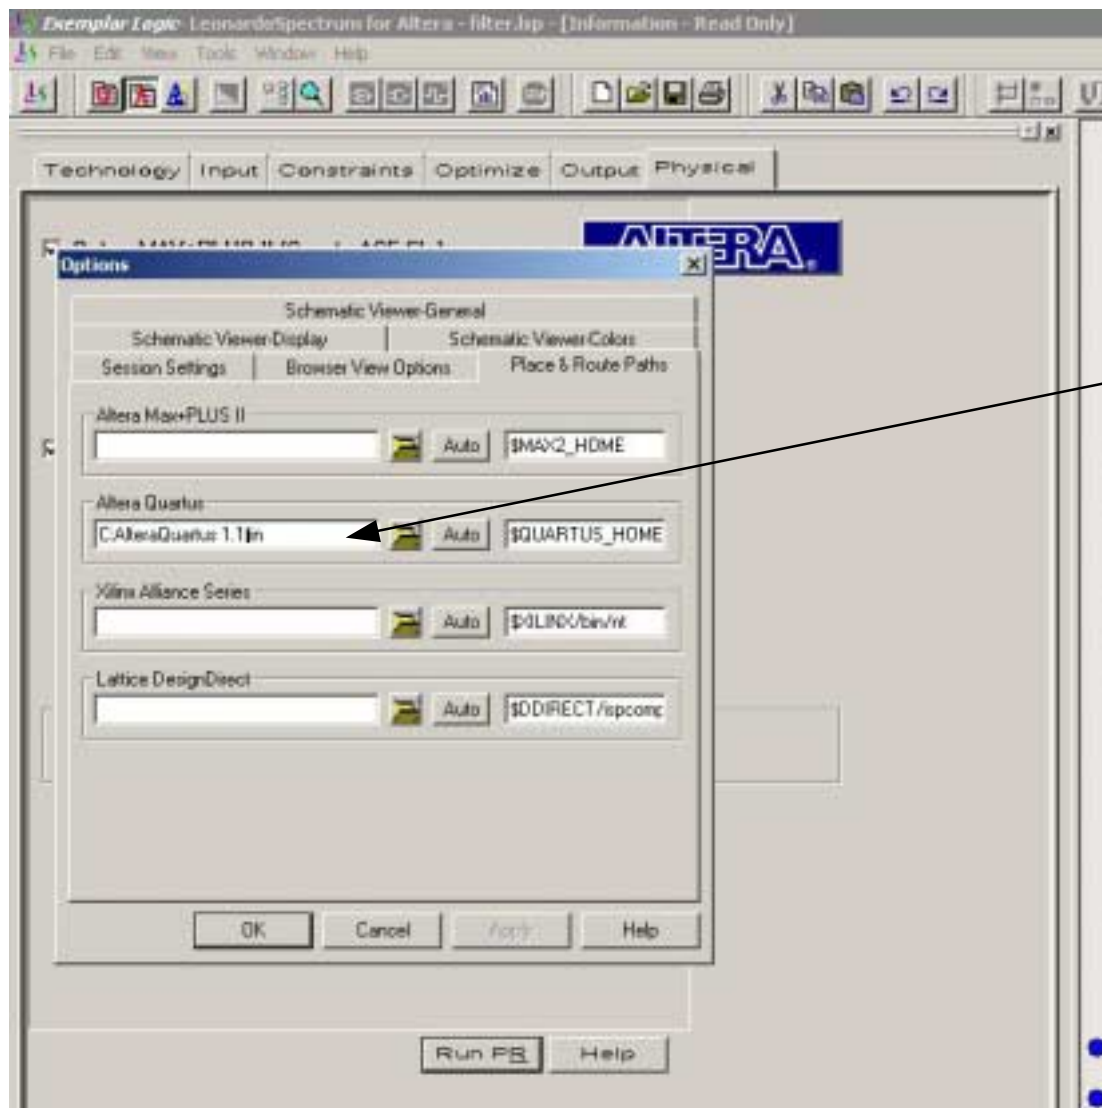 Exemplar Logic LeonardoSpectrum for Altera - filter.lsp - [Information - Read Only]
File Edit View Tools Window Help
Technology Input Constraints Optimize Output Physical
ALTERA
Options
Schematic Viewer-General
Schematic Viewer-Display Schematic Viewer-Colors
Session Settings Browser View Options Place & Route Paths
Altera Max+PLUS II
Auto $MAX2_HOME
Altera Quartus
C:AlteraQuartus 1.1 Auto $QUARTUS_HOME
Xilinx Alliance Series
Auto $XILINX/bin/nt
Lattice DesignDirect
Auto $DDIRECT/ispcomp
OK Cancel Apply Help
Run PR Help